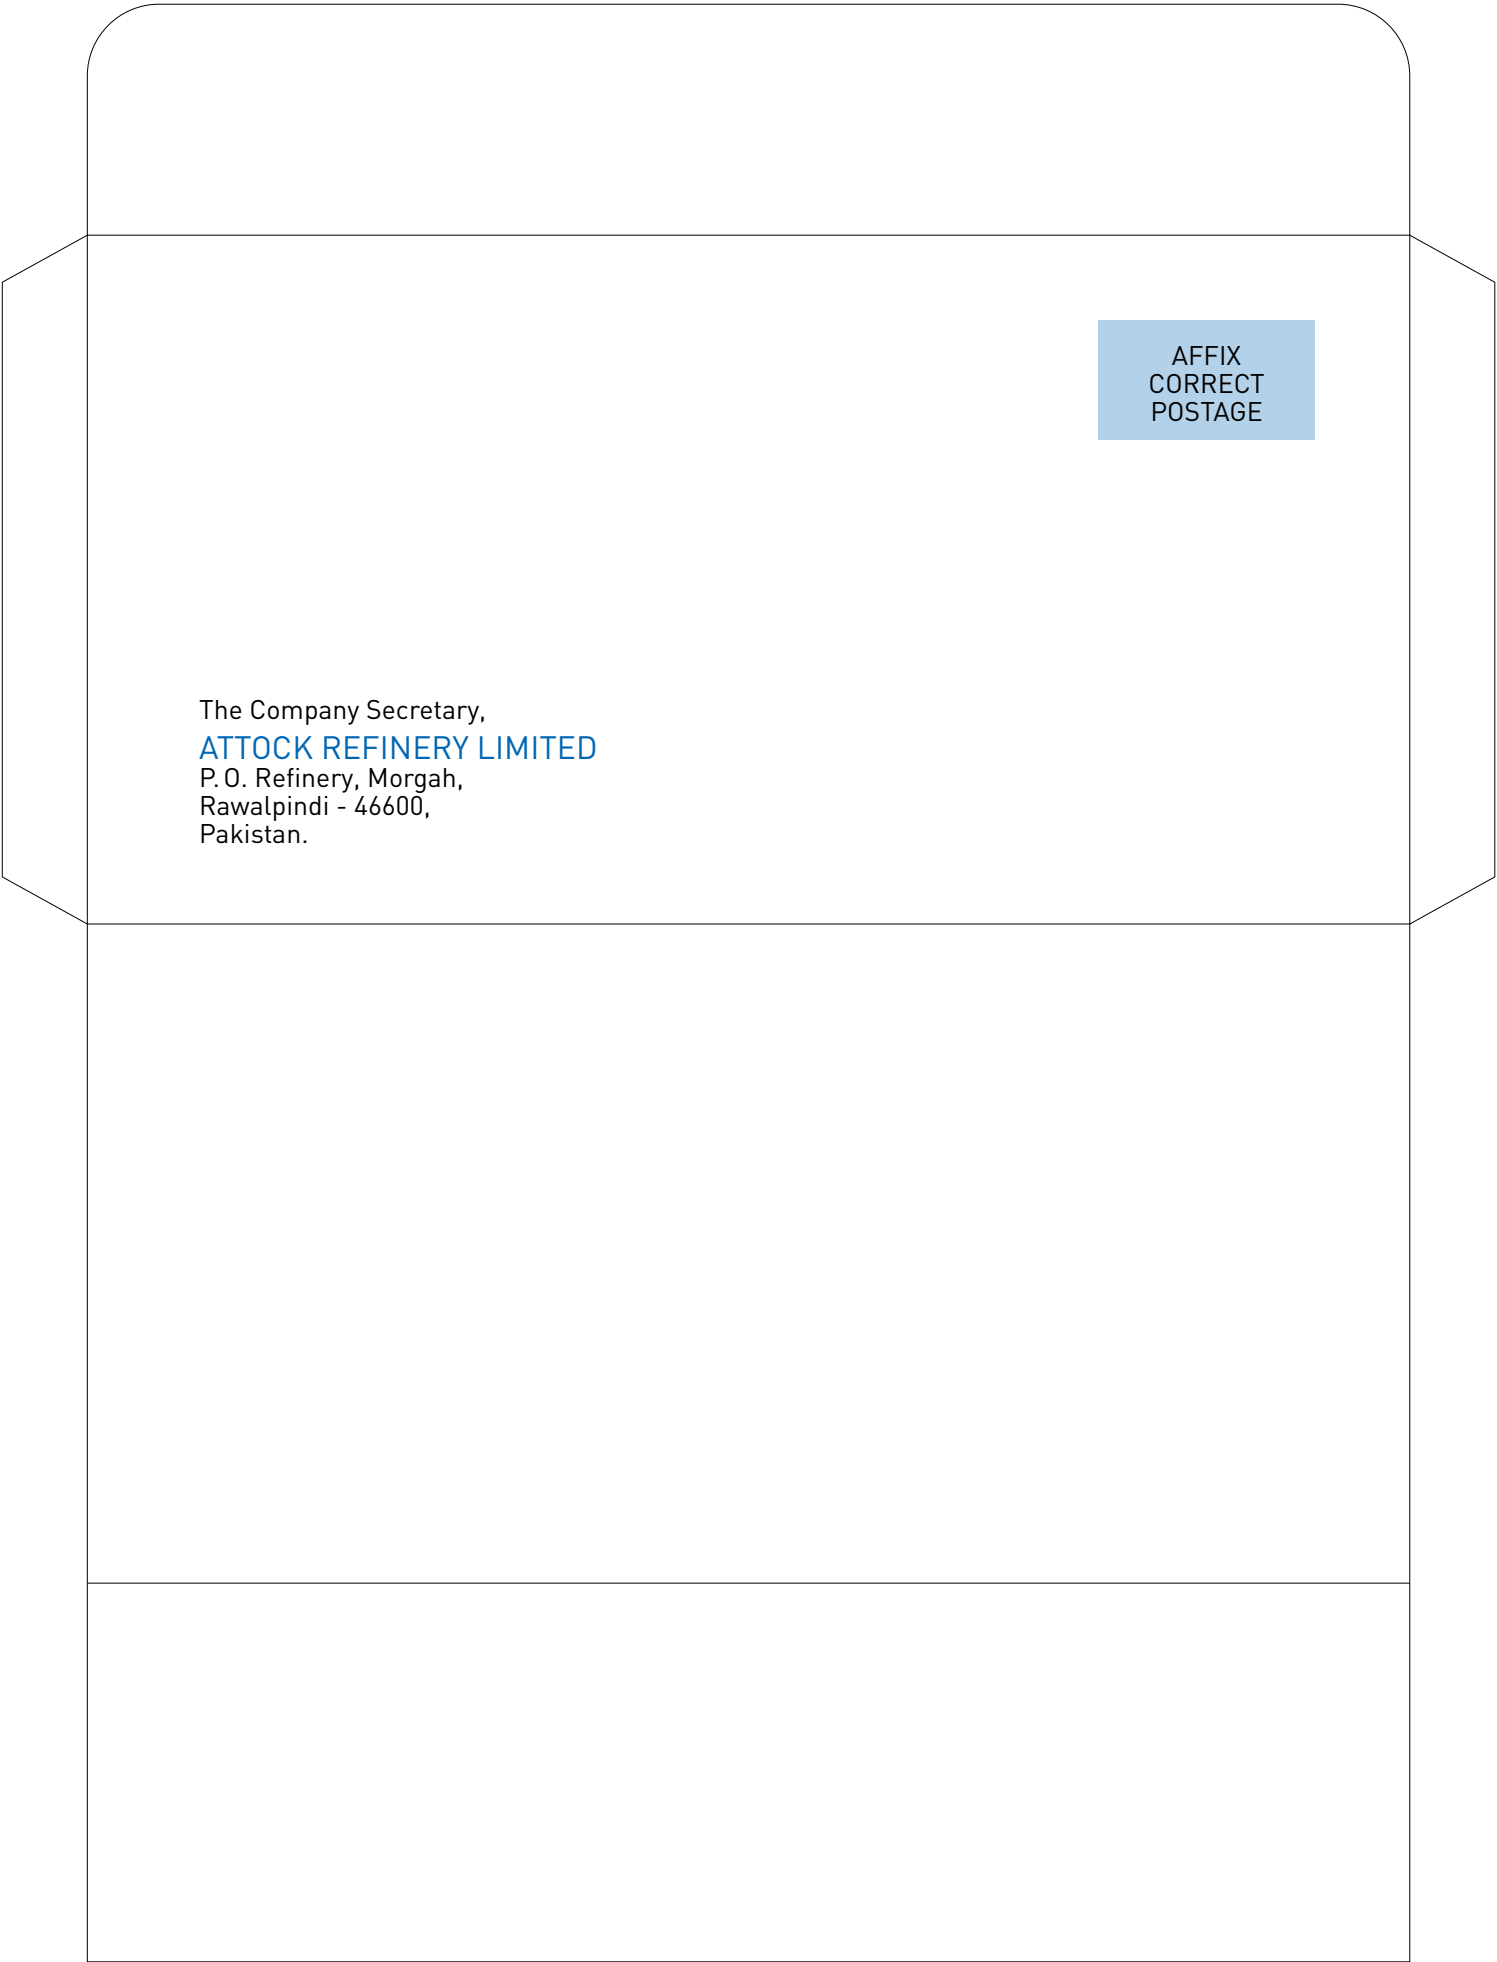 AFFIX
CORRECT
POSTAGE
The Company Secretary,
ATTOCK REFINERY LIMITED
P. O. Refinery, Morgah,
Rawalpindi - 46600,
Pakistan.